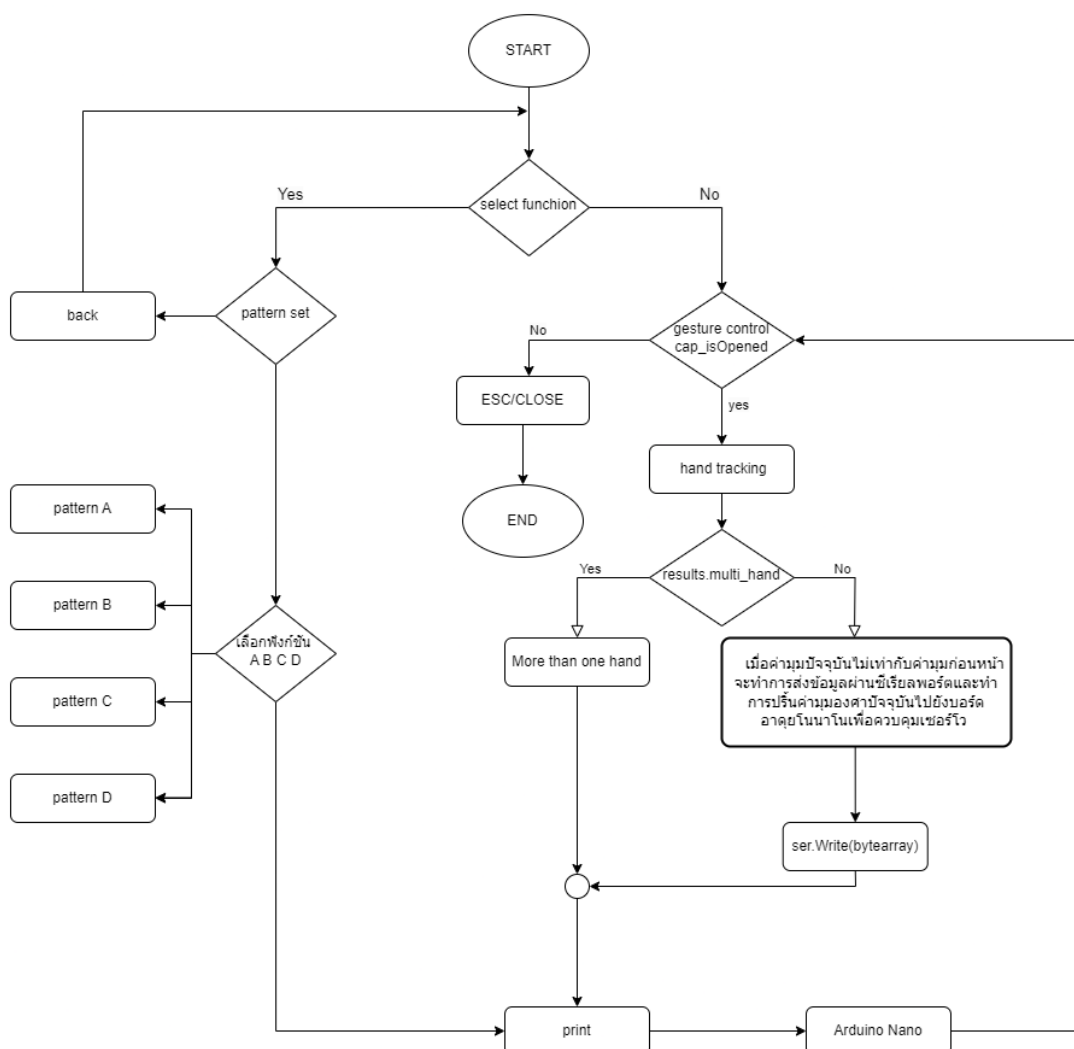 START
Yes
select funchion
No
pattern set
back
gesture control
cap_isOpened
No
ESC/CLOSE
yes
hand tracking
END
pattern A
results.multi_hand
Yes
No
pattern B
เลือกฟังก์ชัน
A B C D
More than one hand
เมื่อค่ามุมปัจจุบันไม่เท่ากับค่ามุมก่อนหน้า
จะทำการส่งข้อมูลผ่านซีเรียลพอร์ตและทำ
การปริ้นค่ามุมองศาปัจจุบันไปยังบอร์ด
อาดุยโนนาโนเพื่อควบคุมเซอร์โว
pattern C
pattern D
ser.Write(bytearray)
print
Arduino Nano